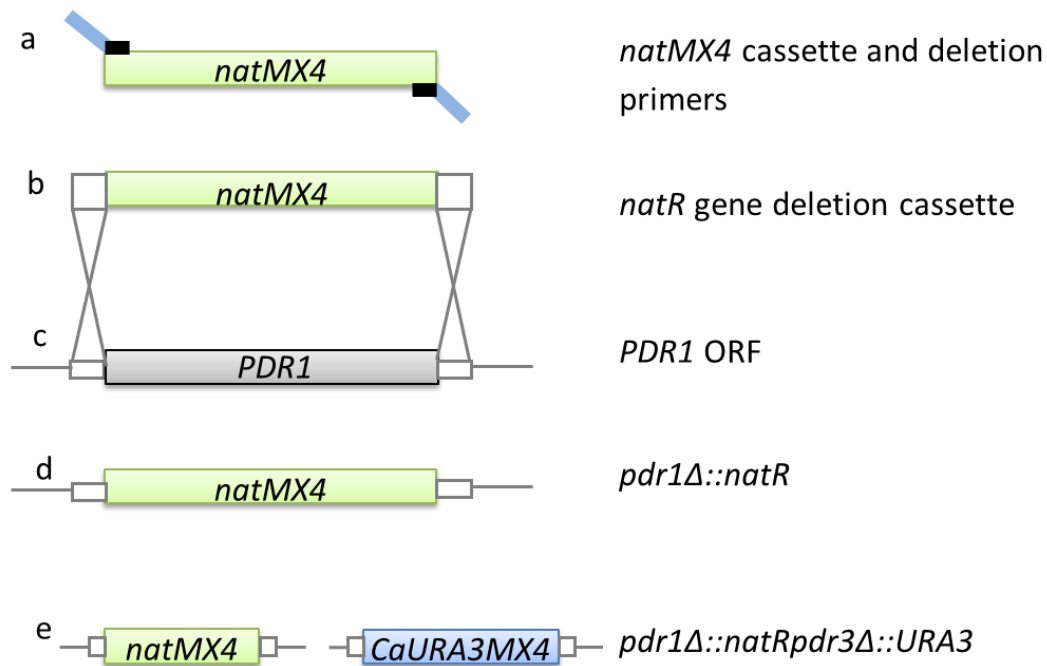 a
natMX4
natMX4 cassette and deletion
primers
b
natMX4
natR gene deletion cassette
c
PDR1
PDR1 ORF
d
natMX4
pdr1Δ::natR
e
natMX4
CaURA3MX4
pdr1Δ::natRpdr3Δ::URA3